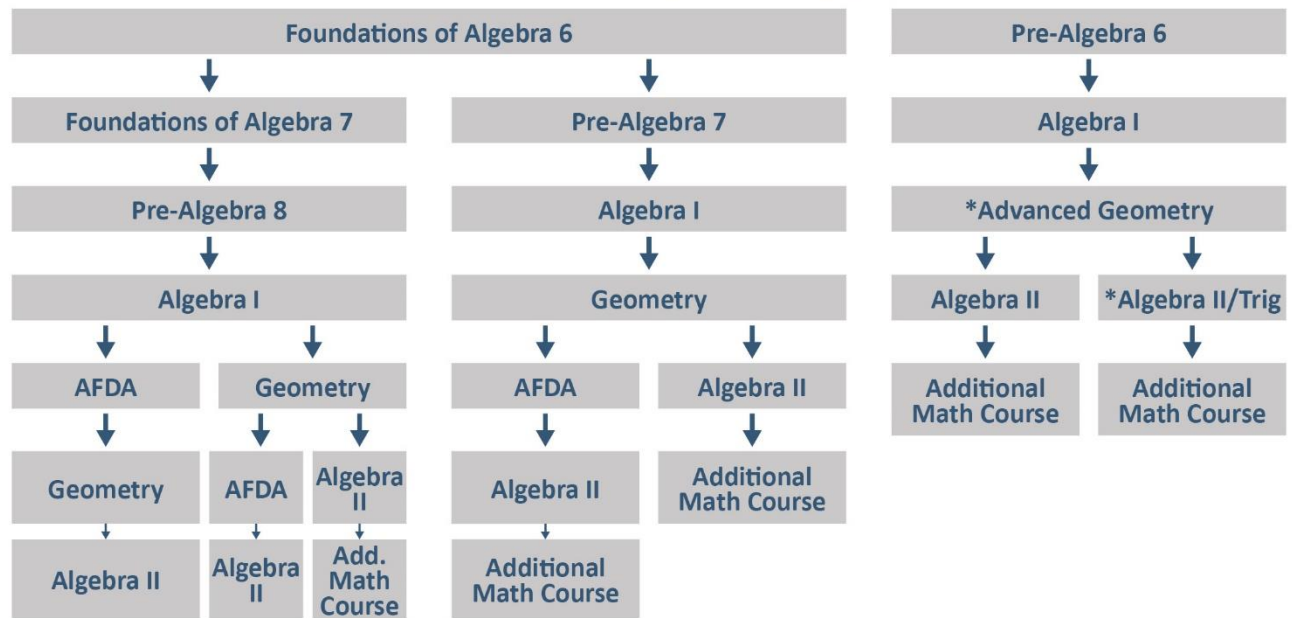 Foundations of Algebra 6
Pre-Algebra 6
Foundations of Algebra 7
Pre-Algebra 7
Algebra I
Pre-Algebra 8
Algebra I
*Advanced Geometry
Algebra I
Geometry
Algebra II
*Algebra II/Trig
AFDA
Geometry
AFDA
Algebra II
Additional
Math Course
Additional
Math Course
Geometry
AFDA
Algebra
II
Algebra II
Additional
Math Course
Algebra II
Algebra
II
Add.
Math
Course
Additional
Math Course